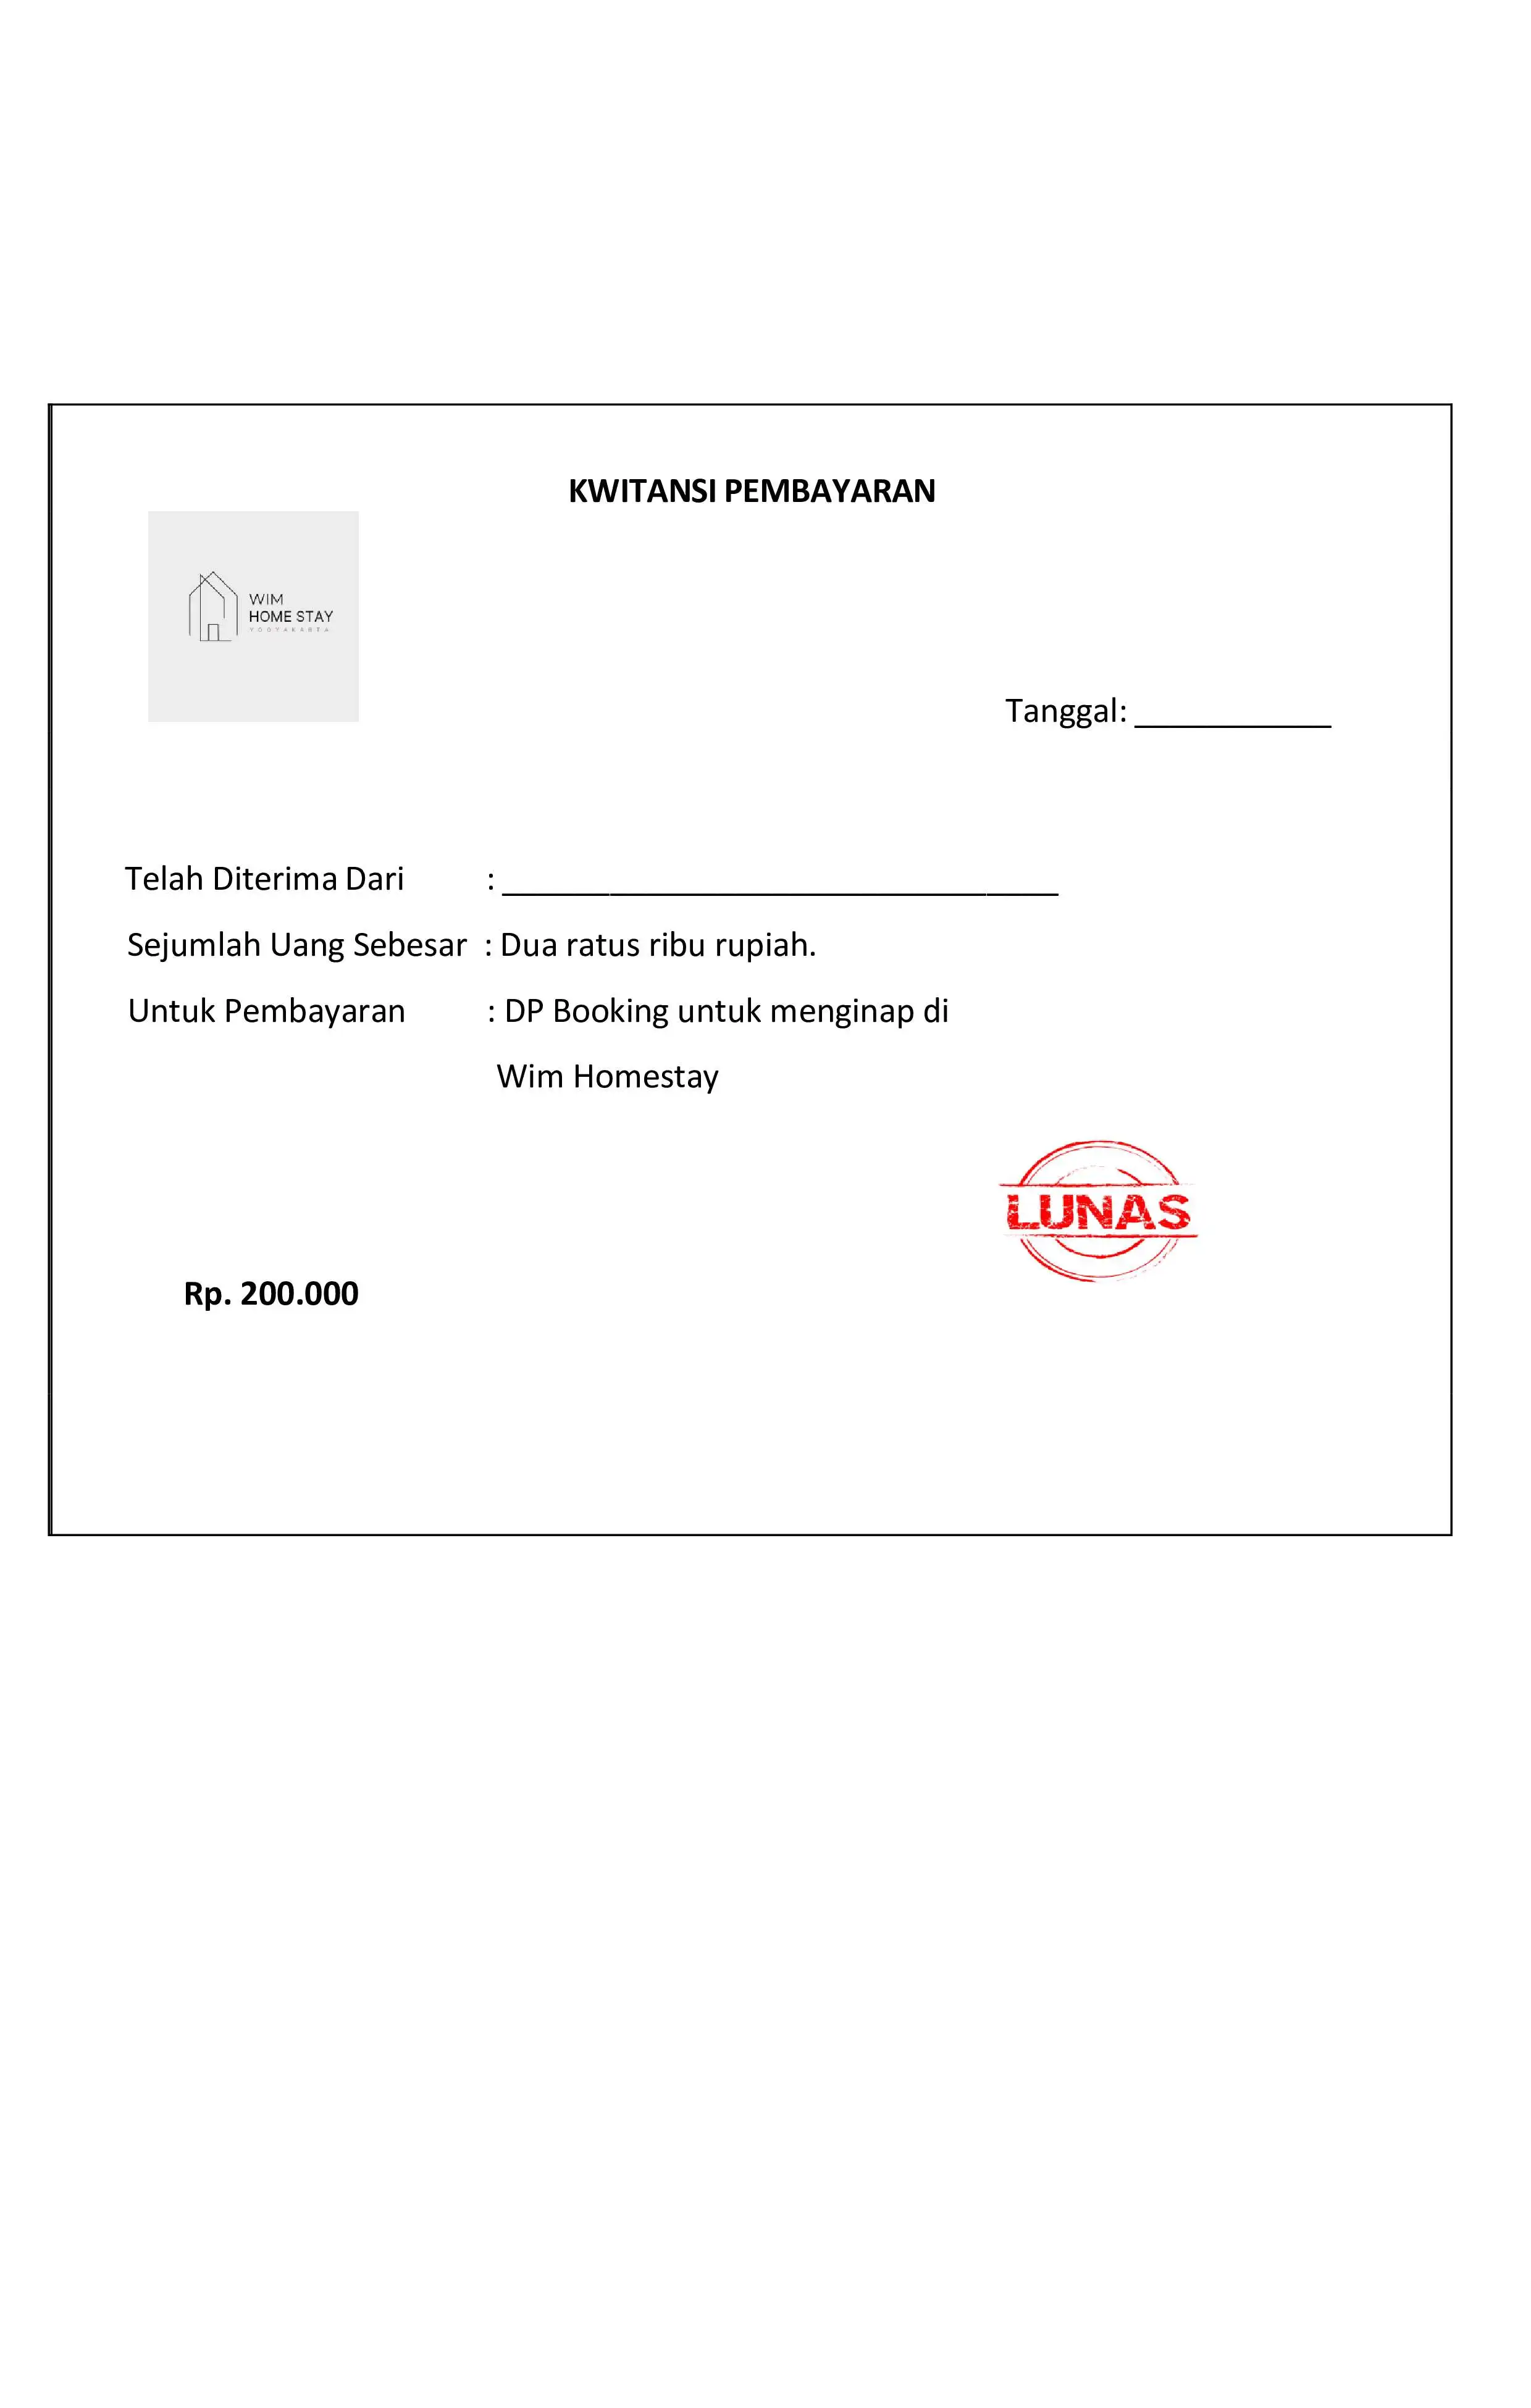 KWITANSI PEMBAYARAN
WIM
HOME STAY
YOGYAKARTA
Tanggal: ___________
Telah Diterima Dari : _______________________________
Sejumlah Uang Sebesar : Dua ratus ribu rupiah.
Untuk Pembayaran : DP Booking untuk menginap di
Wim Homestay
LUNAS
Rp. 200.000